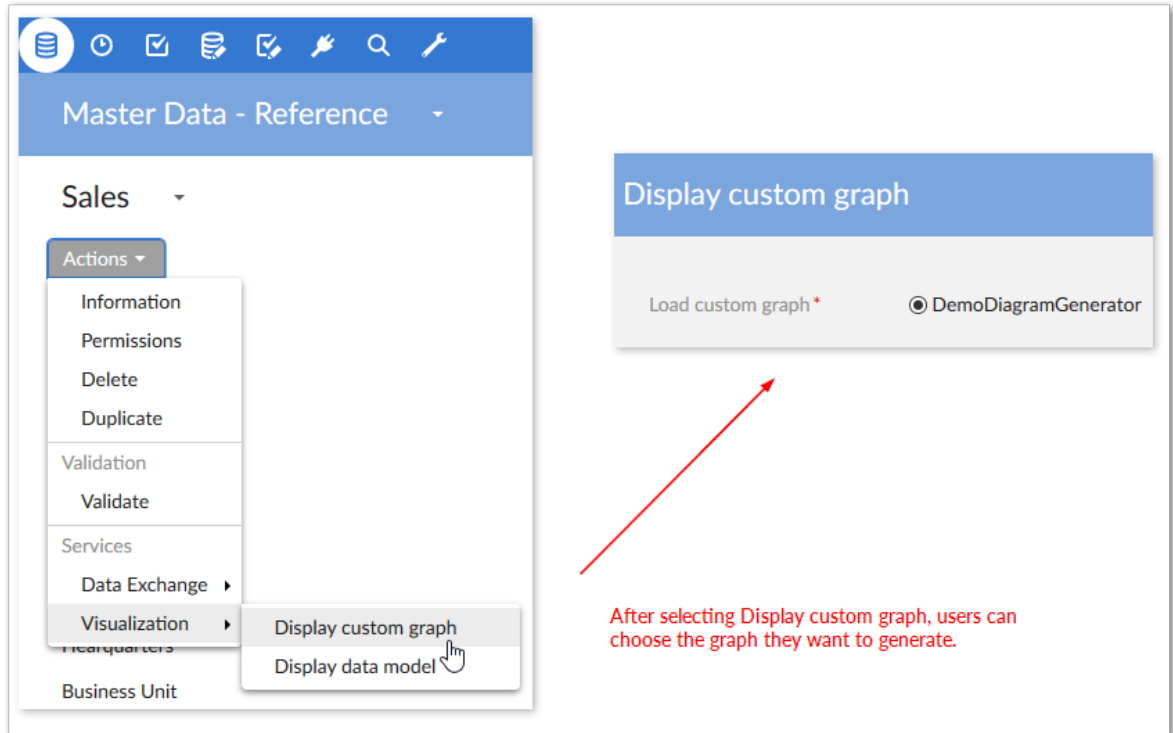 Master Data - Reference
Sales
Actions
Information
Permissions
Delete
Duplicate
Validation
Validate
Services
Data Exchange
Visualization
Display custom graph
Display data model
Headquarters
Business Unit
Display custom graph
Load custom graph*
DemoDiagramGenerator
After selecting Display custom graph, users can
choose the graph they want to generate.